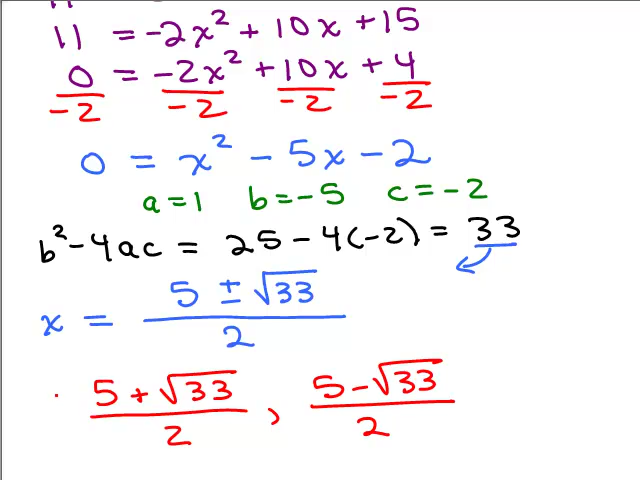 11 = -2x² + 10x + 15
0 = -2x² + 10x + 4
-2 -2 -2 -2
0 = x² - 5x - 2
a = 1 b = -5 c = -2
b² - 4ac = 25 - 4(-2) = 33
x = (5 ± √33)/2
(5 + √33)/2 , (5 - √33)/2